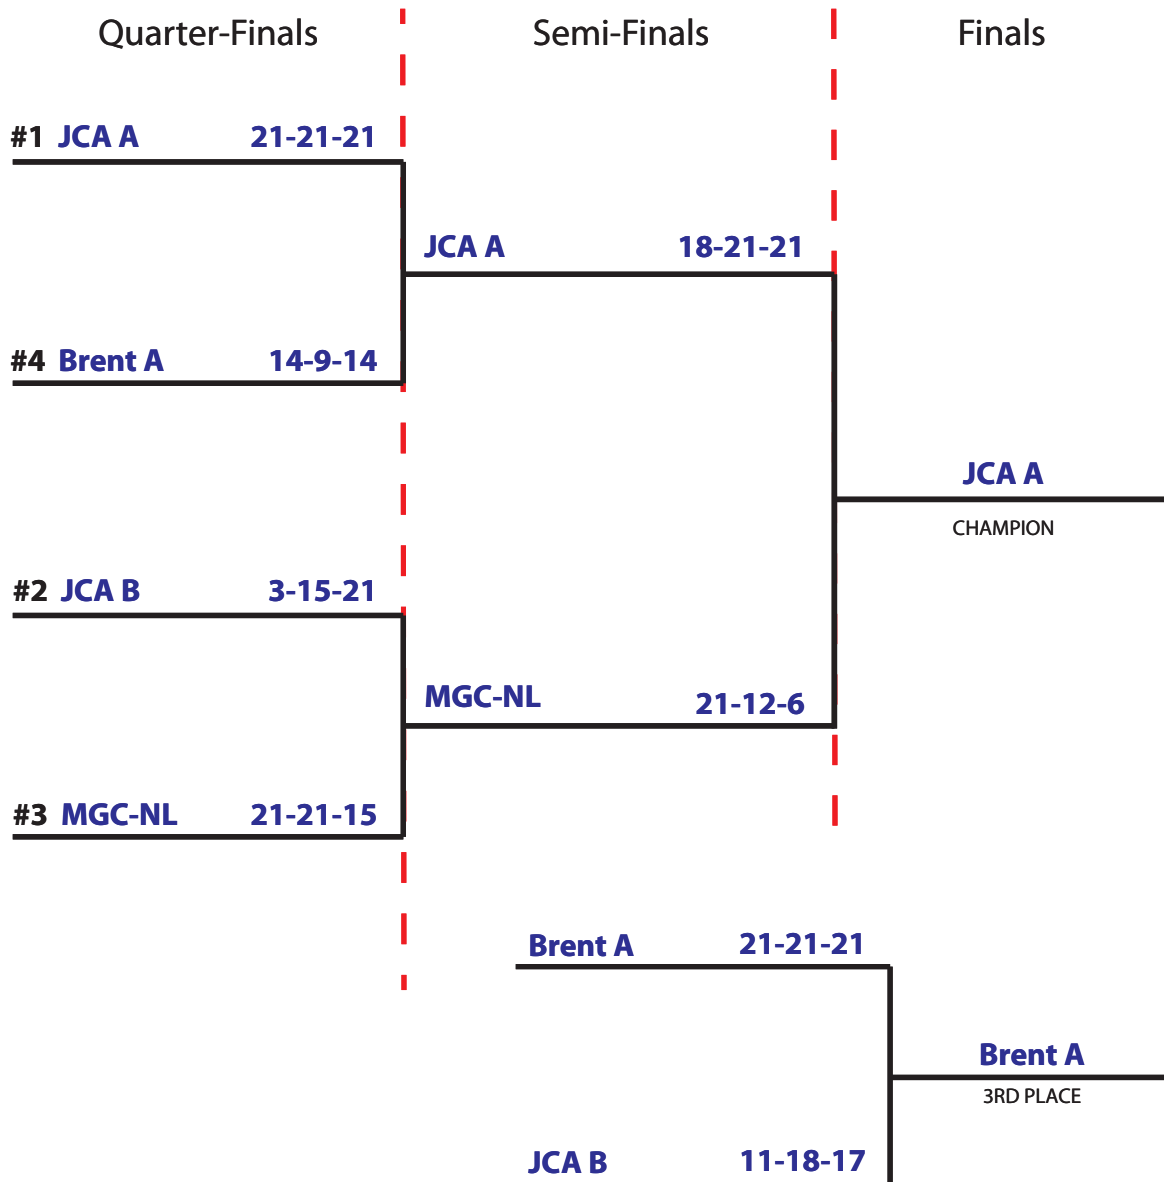 Quarter-Finals Semi-Finals Finals
#1 JCA A 21-21-21
JCA A 18-21-21
#4 Brent A 14-9-14
JCA A
CHAMPION
#2 JCA B 3-15-21
MGC-NL 21-12-6
#3 MGC-NL 21-21-15
Brent A 21-21-21
Brent A
3RD PLACE
JCA B 11-18-17